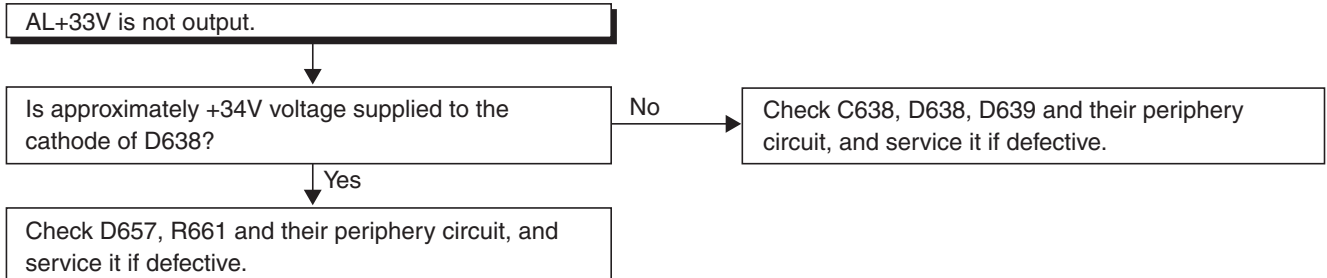 AL+33V is not output.
Is approximately +34V voltage supplied to the
cathode of D638?
No
Check C638, D638, D639 and their periphery
circuit, and service it if defective.
Yes
Check D657, R661 and their periphery circuit, and
service it if defective.